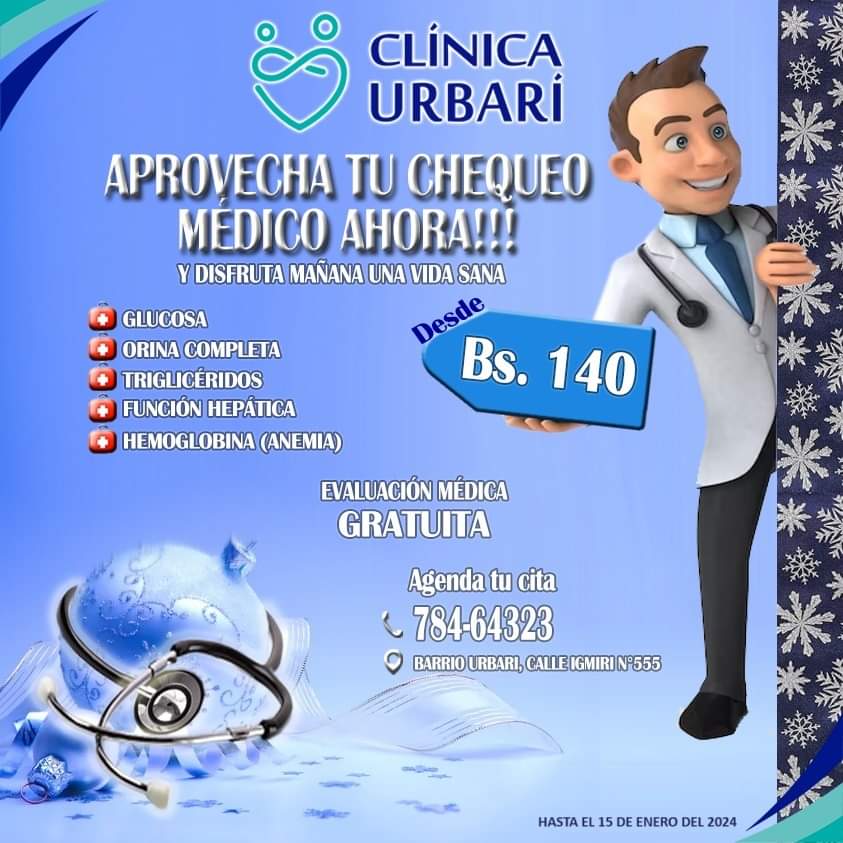 CLÍNICA
URBARÍ
APROVECHA TU CHEQUEO
MÉDICO AHORA!!!
Y DISFRUTA MAÑANA UNA VIDA SANA
GLUCOSA
ORINA COMPLETA
TRIGLICÉRIDOS
FUNCIÓN HEPÁTICA
HEMOGLOBINA (ANEMIA)
Desde
Bs. 140
EVALUACIÓN MÉDICA
GRATUITA
Agenda tu cita
784-64323
BARRIO URBARI, CALLE IGMIRI N°555
HASTA EL 15 DE ENERO DEL 2024